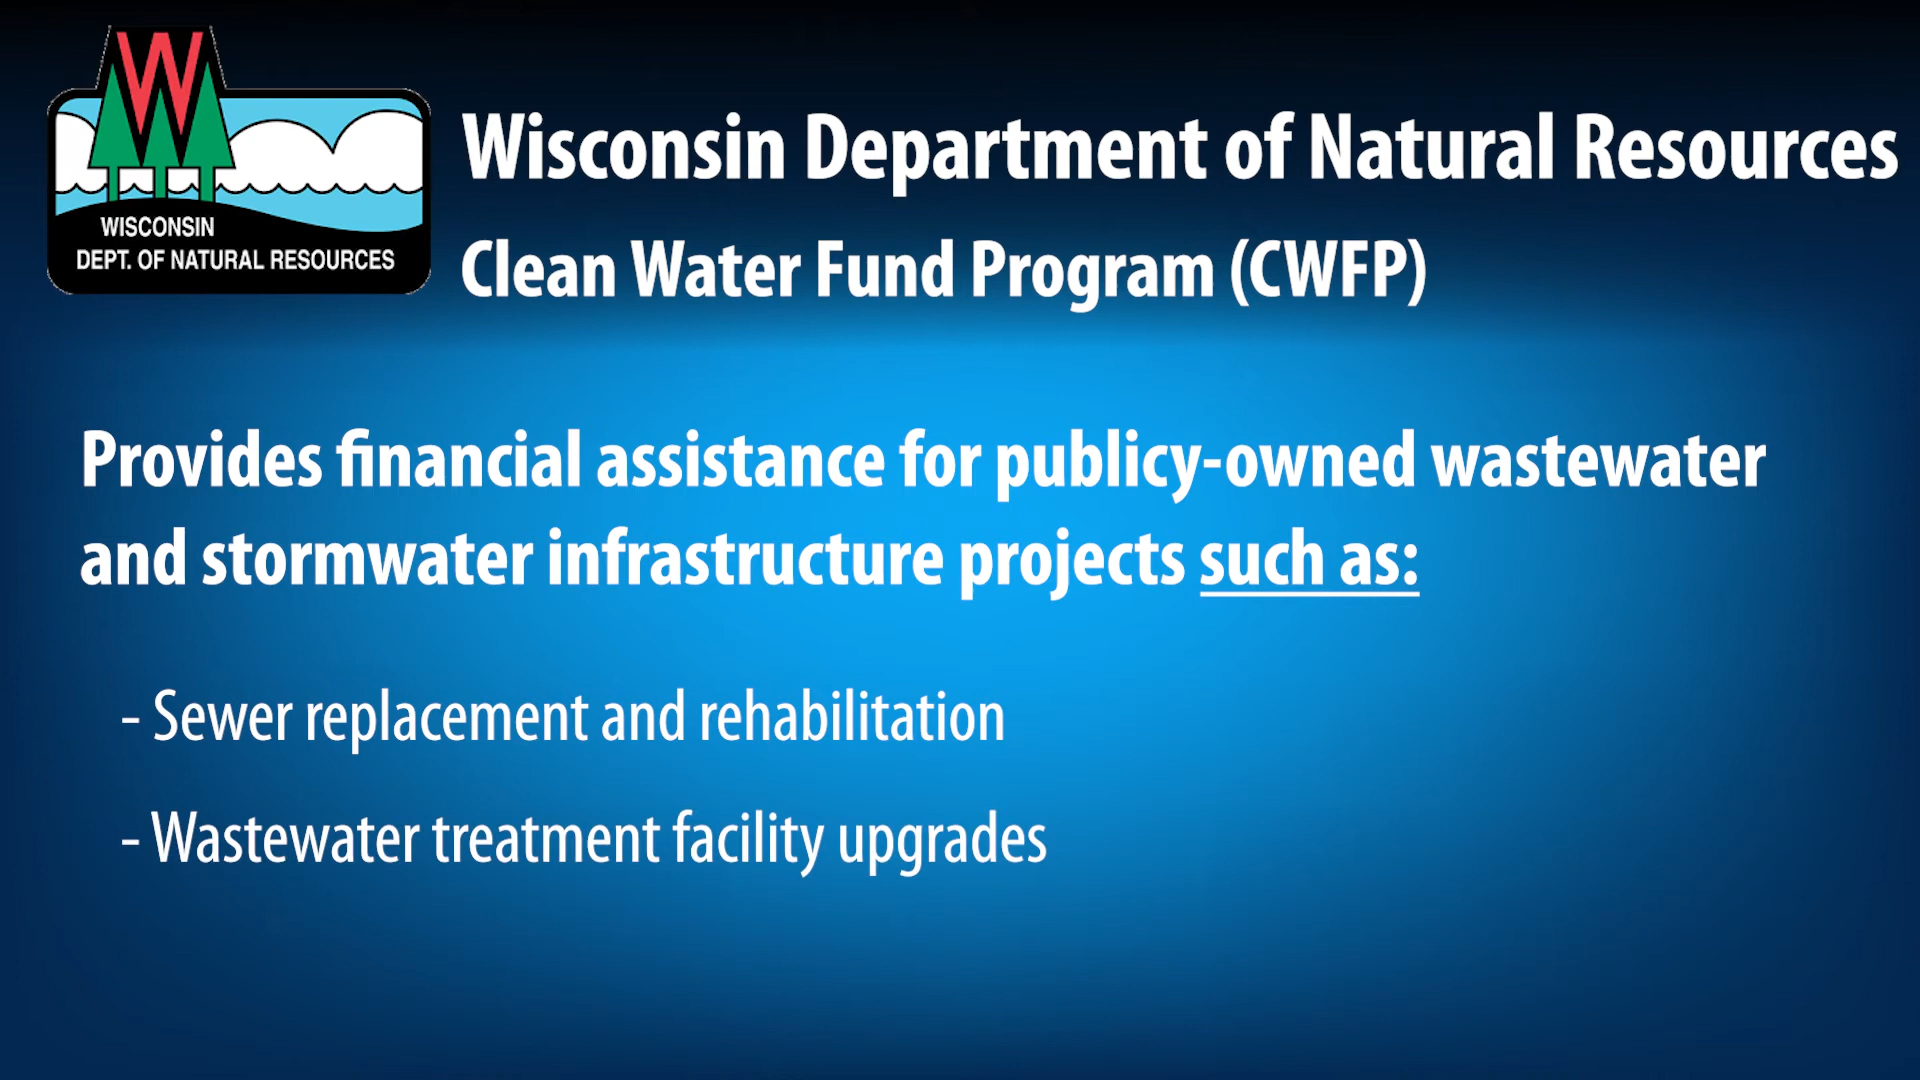 W
WISCONSIN
DEPT. OF NATURAL RESOURCES
Wisconsin Department of Natural Resources
Clean Water Fund Program (CWFP)
Provides financial assistance for publicy-owned wastewater
and stormwater infrastructure projects such as:
- Sewer replacement and rehabilitation
- Wastewater treatment facility upgrades